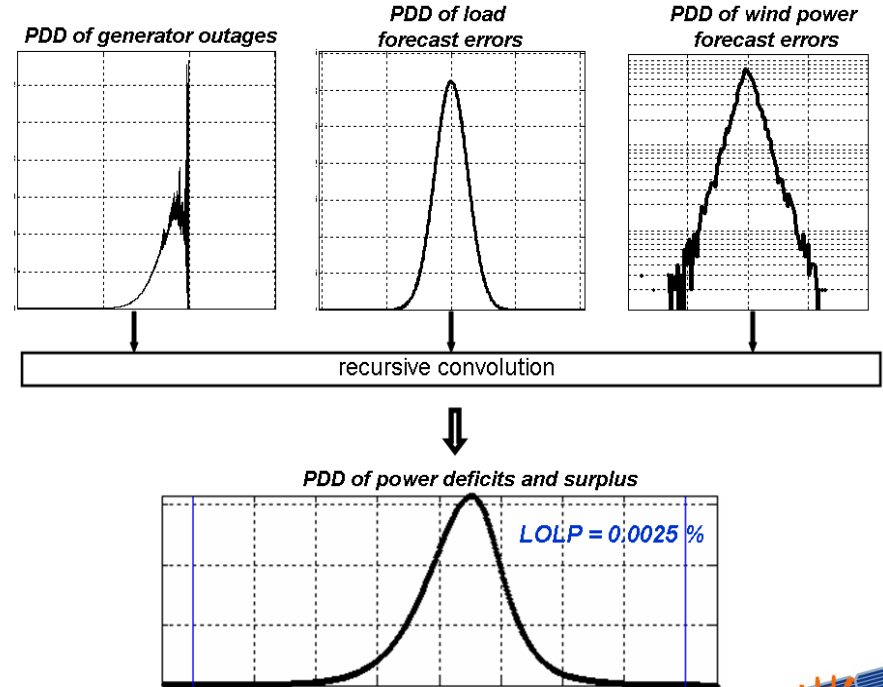 PDD of generator outages
PDD of load
forecast errors
PDD of wind power
forecast errors
recursive convolution
PDD of power deficits and surplus
LOLP = 0.0025 %